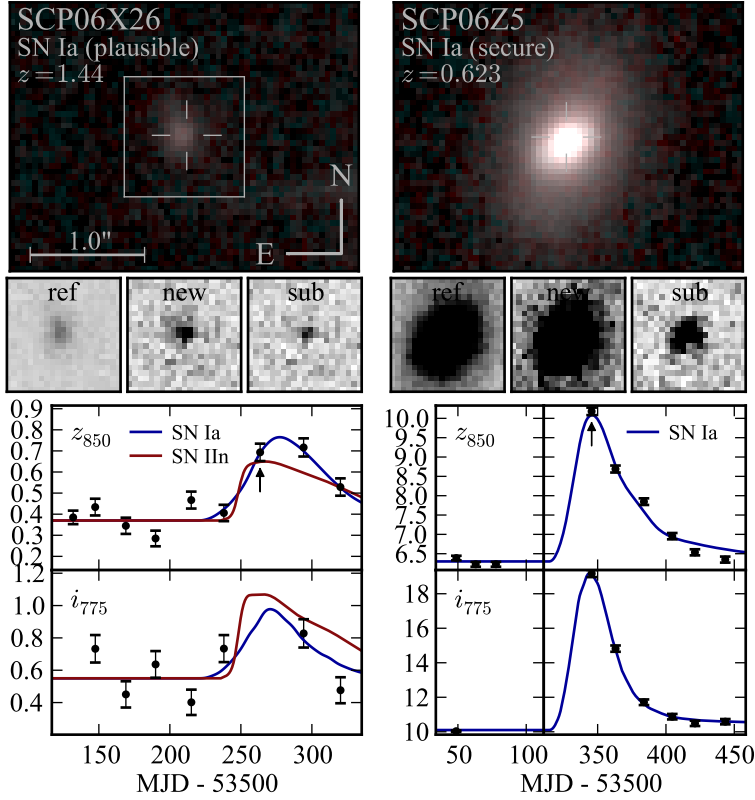 SCP06X26
SN Ia (plausible)
z=1.44
N
E
1.0"
ref
new
sub
0.9
0.8
0.7
0.6
0.5
0.4
0.3
0.2
z850
SN Ia
SN IIn
1.2
1.0
0.8
0.6
0.4
i775
150
200
250
300
MJD - 53500
SCP06Z5
SN Ia (secure)
z=0.623
ref
new
sub
10.0
9.5
9.0
8.5
8.0
7.5
7.0
6.5
z850
SN Ia
18
16
14
12
10
i775
50
100
350
400
450
MJD - 53500